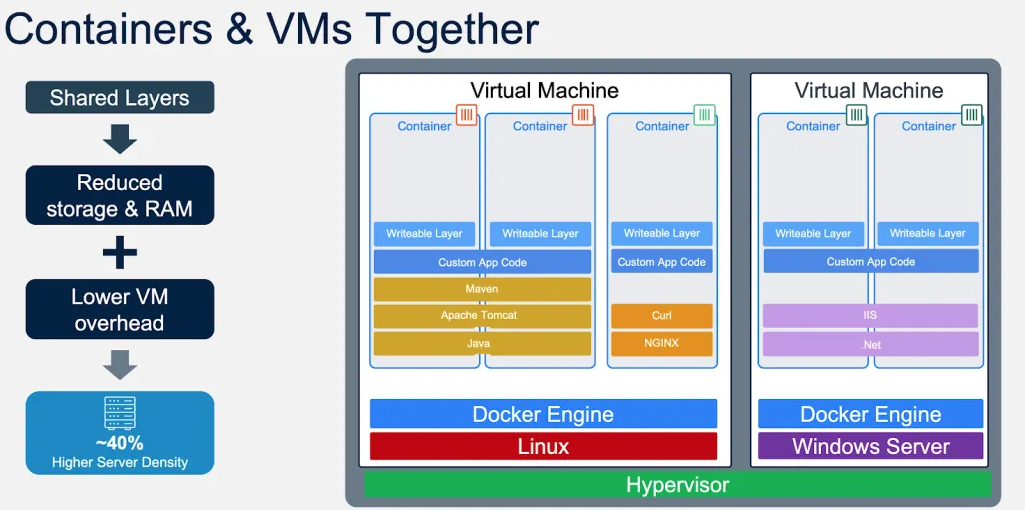 Containers & VMs Together
Shared Layers
Reduced
storage & RAM
Lower VM
overhead
~40%
Higher Server Density
Virtual Machine
Container
Container
Container
Writeable Layer
Writeable Layer
Writeable Layer
Custom App Code
Custom App Code
Maven
Apache Tomcat
Curl
Java
NGINX
Docker Engine
Linux
Virtual Machine
Container
Container
Writeable Layer
Writeable Layer
Custom App Code
IIS
.Net
Docker Engine
Windows Server
Hypervisor